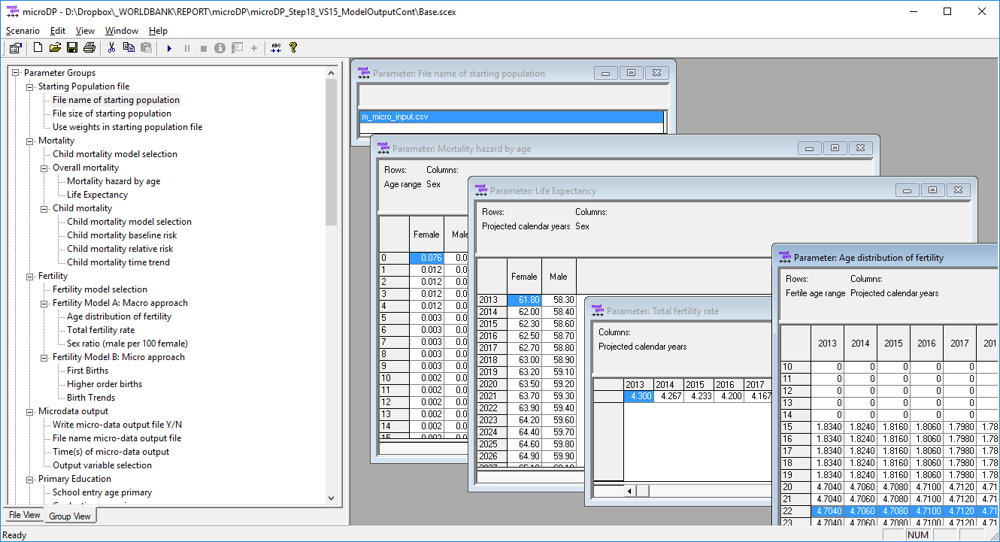 microDP - D:\Dropbox\_WORLDBANK\REPORT\microDP\microDP_Step18_VS15_ModelOutputCont\Base.scex
Scenario Edit View Window Help
Parameter Groups
Starting Population file
File name of starting population
File size of starting population
Use weights in starting population file
Mortality
Child mortality model selection
Overall mortality
Mortality hazard by age
Life Expectancy
Child mortality
Child mortality model selection
Child mortality baseline risk
Child mortality relative risk
Child mortality time trend
Fertility
Fertility model selection
Fertility Model A: Macro approach
Age distribution of fertility
Total fertility rate
Sex ratio (male per 100 female)
Fertility Model B: Micro approach
First Births
Higher order births
Birth Trends
Microdata output
Write micro-data output file Y/N
File name micro-data output file
Time(s) of micro-data output
Output variable selection
Primary Education
School entry age primary
File View Group View
Ready
NUM
Parameter: File name of starting population
m_micro_input.csv
Parameter: Mortality hazard by age
Rows: Columns:
Age range Sex
Female Male
0 0.076 0.0
1 0.012 0.0
2 0.012 0.0
3 0.012 0.0
4 0.012 0.0
5 0.003 0.0
6 0.003 0.0
7 0.003 0.0
8 0.003 0.0
9 0.003 0.0
10 0.002 0.0
11 0.002 0.0
12 0.002 0.0
13 0.002 0.0
14 0.002 0.0
15 0.002 0.0
Parameter: Life Expectancy
Rows: Columns:
Projected calendar years Sex
Female Male
2013 61.80 58.30
2014 62.00 58.40
2015 62.30 58.60
2016 62.50 58.70
2017 62.70 58.80
2018 63.00 58.90
2019 63.20 59.10
2020 63.50 59.20
2021 63.70 59.30
2022 63.90 59.40
2023 64.20 59.60
2024 64.40 59.70
2025 64.60 59.80
2026 64.90 59.90
Parameter: Total fertility rate
Columns:
Projected calendar years
2013 2014 2015 2016 2017
4.300 4.267 4.233 4.200 4.167
Parameter: Age distribution of fertility
Rows: Columns:
Fertile age range Projected calendar years
2013 2014 2015 2016 2017 201
10 0 0 0 0 0
11 0 0 0 0 0
12 0 0 0 0 0
13 0 0 0 0 0
14 0 0 0 0 0
15 1.8340 1.8240 1.8160 1.8060 1.7980 1.78
16 1.8340 1.8240 1.8160 1.8060 1.7980 1.78
17 1.8340 1.8240 1.8160 1.8060 1.7980 1.78
18 1.8340 1.8240 1.8160 1.8060 1.7980 1.78
19 1.8340 1.8240 1.8160 1.8060 1.7980 1.78
20 4.7040 4.7060 4.7080 4.7100 4.7120 4.71
21 4.7040 4.7060 4.7080 4.7100 4.7120 4.71
22 4.7040 4.7060 4.7080 4.7100 4.7120 4.71
23 4.7040 4.7060 4.7080 4.7100 4.7120 4.71